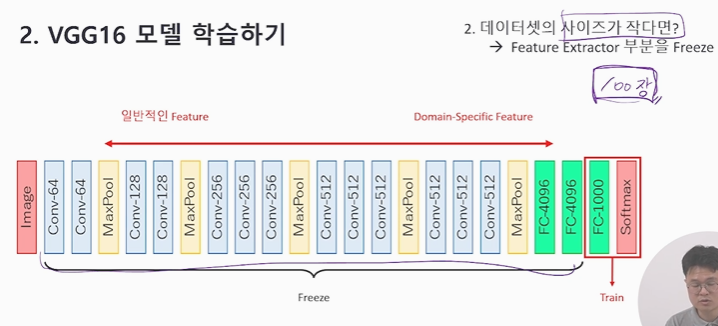 2. VGG16 모델 학습하기
2. 데이터셋의 사이즈가 작다면?
→ Feature Extractor 부분을 Freeze
100장
일반적인 Feature
Domain-Specific Feature
Image
Conv-64
Conv-64
MaxPool
Conv-128
Conv-128
MaxPool
Conv-256
Conv-256
Conv-256
MaxPool
Conv-512
Conv-512
Conv-512
MaxPool
Conv-512
Conv-512
Conv-512
MaxPool
FC-4096
FC-4096
FC-1000
Softmax
Freeze
Train